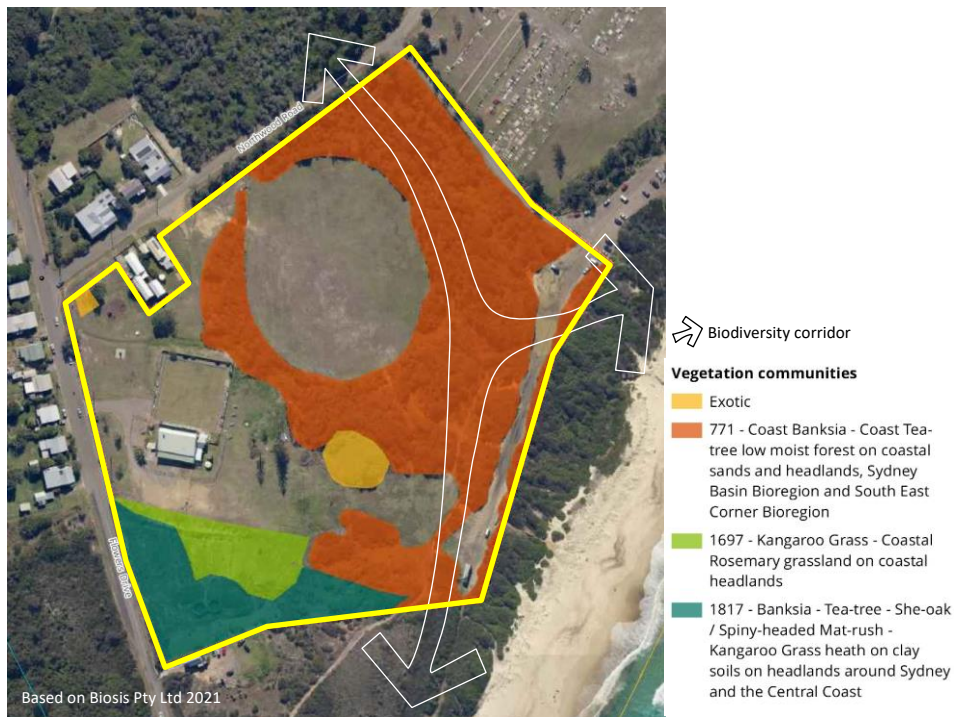 Northwood Road
Flowers Drive
Based on Biosis Pty Ltd 2021
Biodiversity corridor
Vegetation communities
Exotic
771 - Coast Banksia - Coast Tea-
tree low moist forest on coastal
sands and headlands, Sydney
Basin Bioregion and South East
Corner Bioregion
1697 - Kangaroo Grass - Coastal
Rosemary grassland on coastal
headlands
1817 - Banksia - Tea-tree - She-oak
/ Spiny-headed Mat-rush -
Kangaroo Grass heath on clay
soils on headlands around Sydney
and the Central Coast